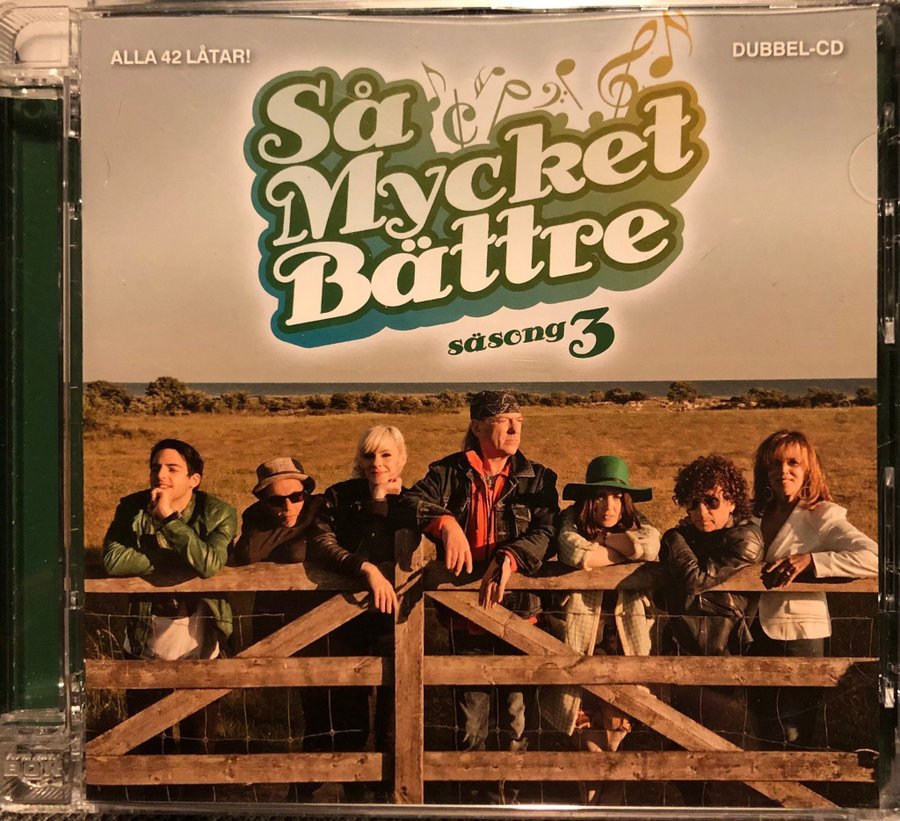 ALLA 42 LÅTAR!
DUBBEL-CD
Så
Mycket
Bättre
säsong 3